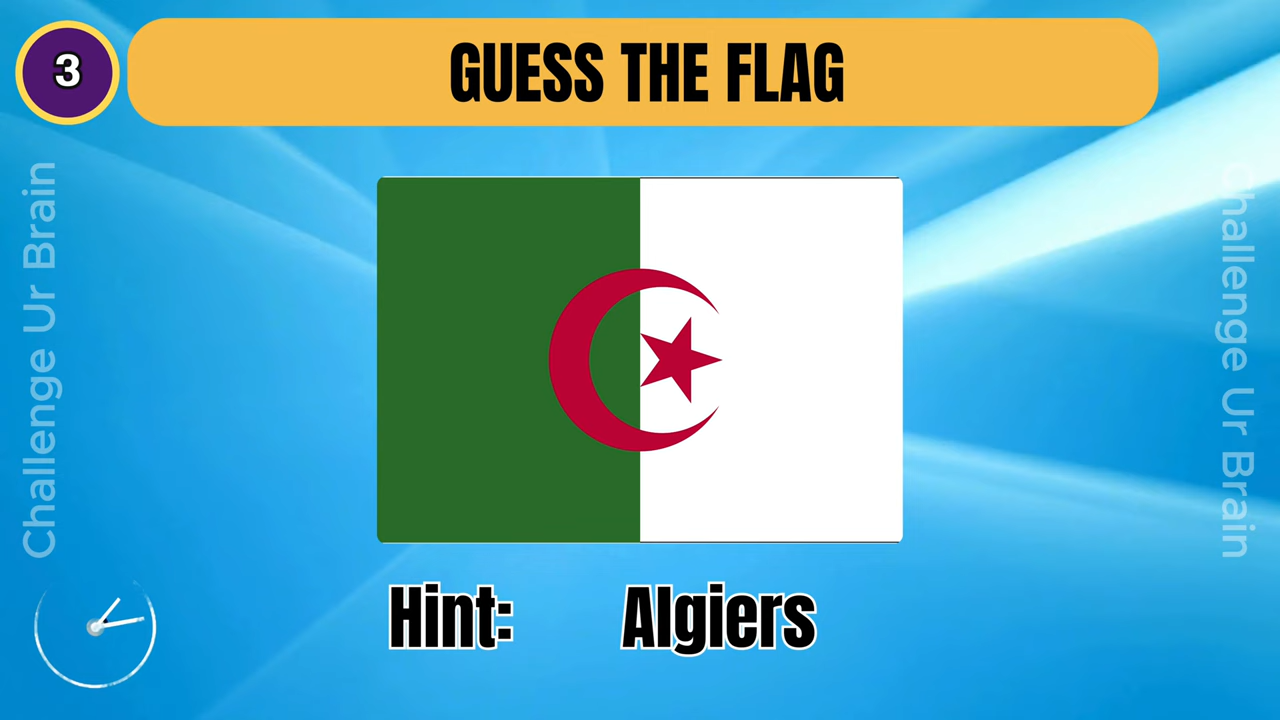 3
GUESS THE FLAG
Challenge Ur Brain
Challenge Ur Brain
Hint: Algiers